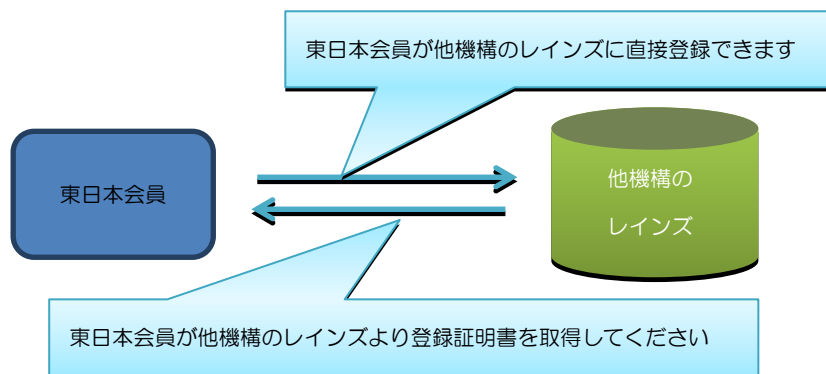 東日本会員が他機構のレインズに直接登録できます
東日本会員
他機構の
レインズ
東日本会員が他機構のレインズより登録証明書を取得してください